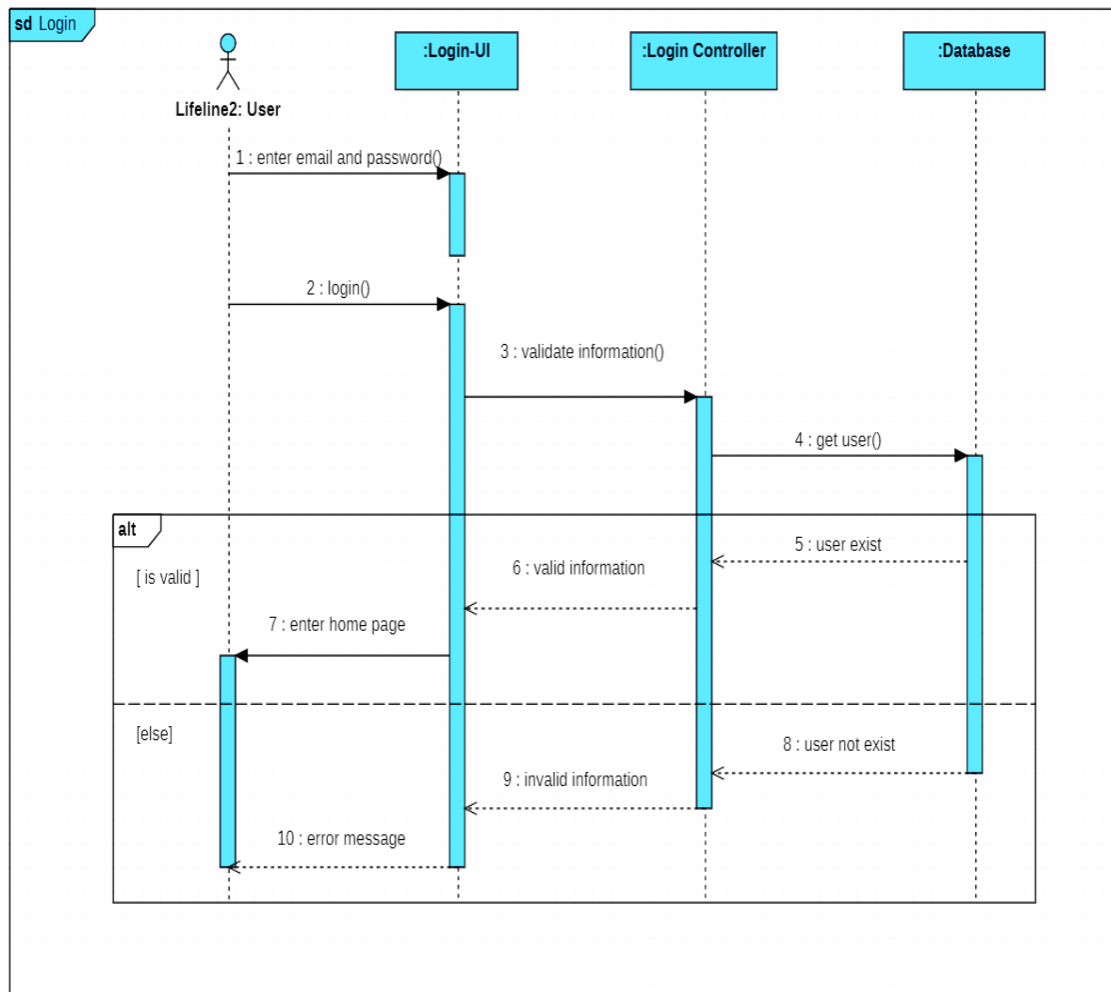 sd Login
:Login-UI
:Login Controller
:Database
Lifeline2: User
1 : enter email and password()
2 : login()
3 : validate information()
4 : get user()
alt
5 : user exist
[ is valid ]
6 : valid information
7 : enter home page
[else]
8 : user not exist
9 : invalid information
10 : error message